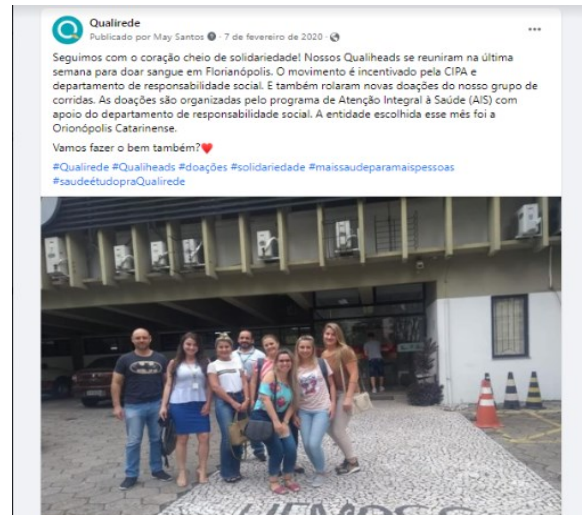 Qualirede
Publicado por May Santos · 7 de fevereiro de 2020 ·
Seguimos com o coração cheio de solidariedade! Nossos Qualiheads se reuniram na última
semana para doar sangue em Florianópolis. O movimento é incentivado pela CIPA e
departamento de responsabilidade social. E também rolaram novas doações do nosso grupo de
corridas. As doações são organizadas pelo programa de Atenção Integral à Saúde (AIS) com
apoio do departamento de responsabilidade social. A entidade escolhida esse mês foi a
Orionópolis Catarinense.
Vamos fazer o bem também?❤️
#Qualirede #Qualiheads #doações #solidariedade #maissaudeparamaispessoas
#saudeétudopraQualirede
HEMOSC